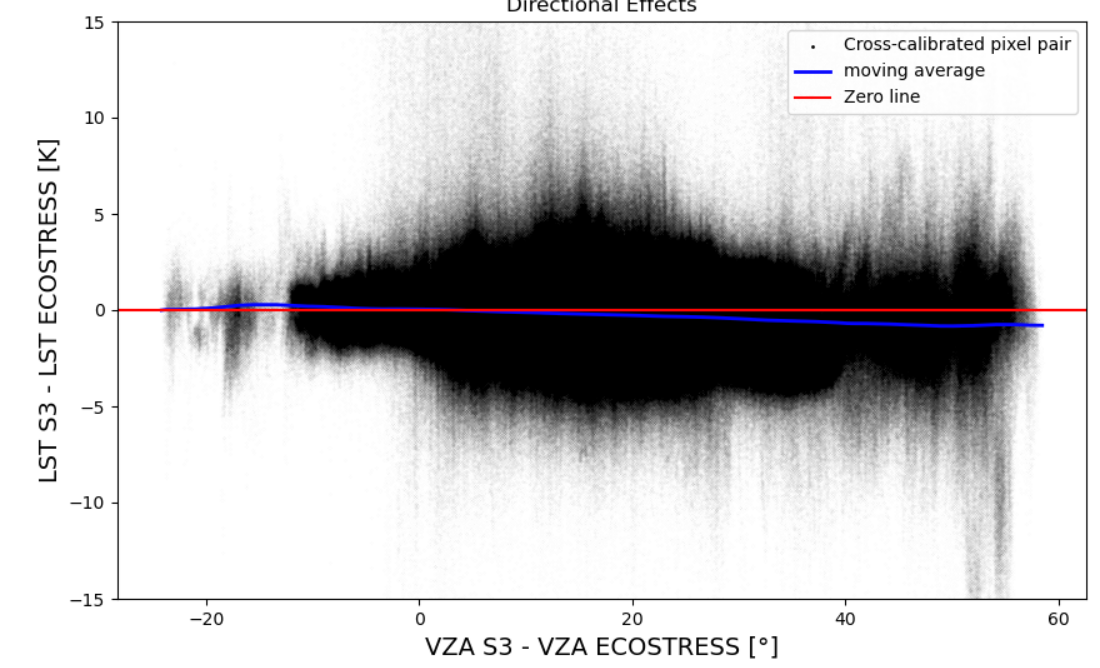 Directional Effects
15
10
5
0
−5
−10
−15
−20
0
20
40
60
LST S3 - LST ECOSTRESS [K]
VZA S3 - VZA ECOSTRESS [°]
Cross-calibrated pixel pair
moving average
Zero line